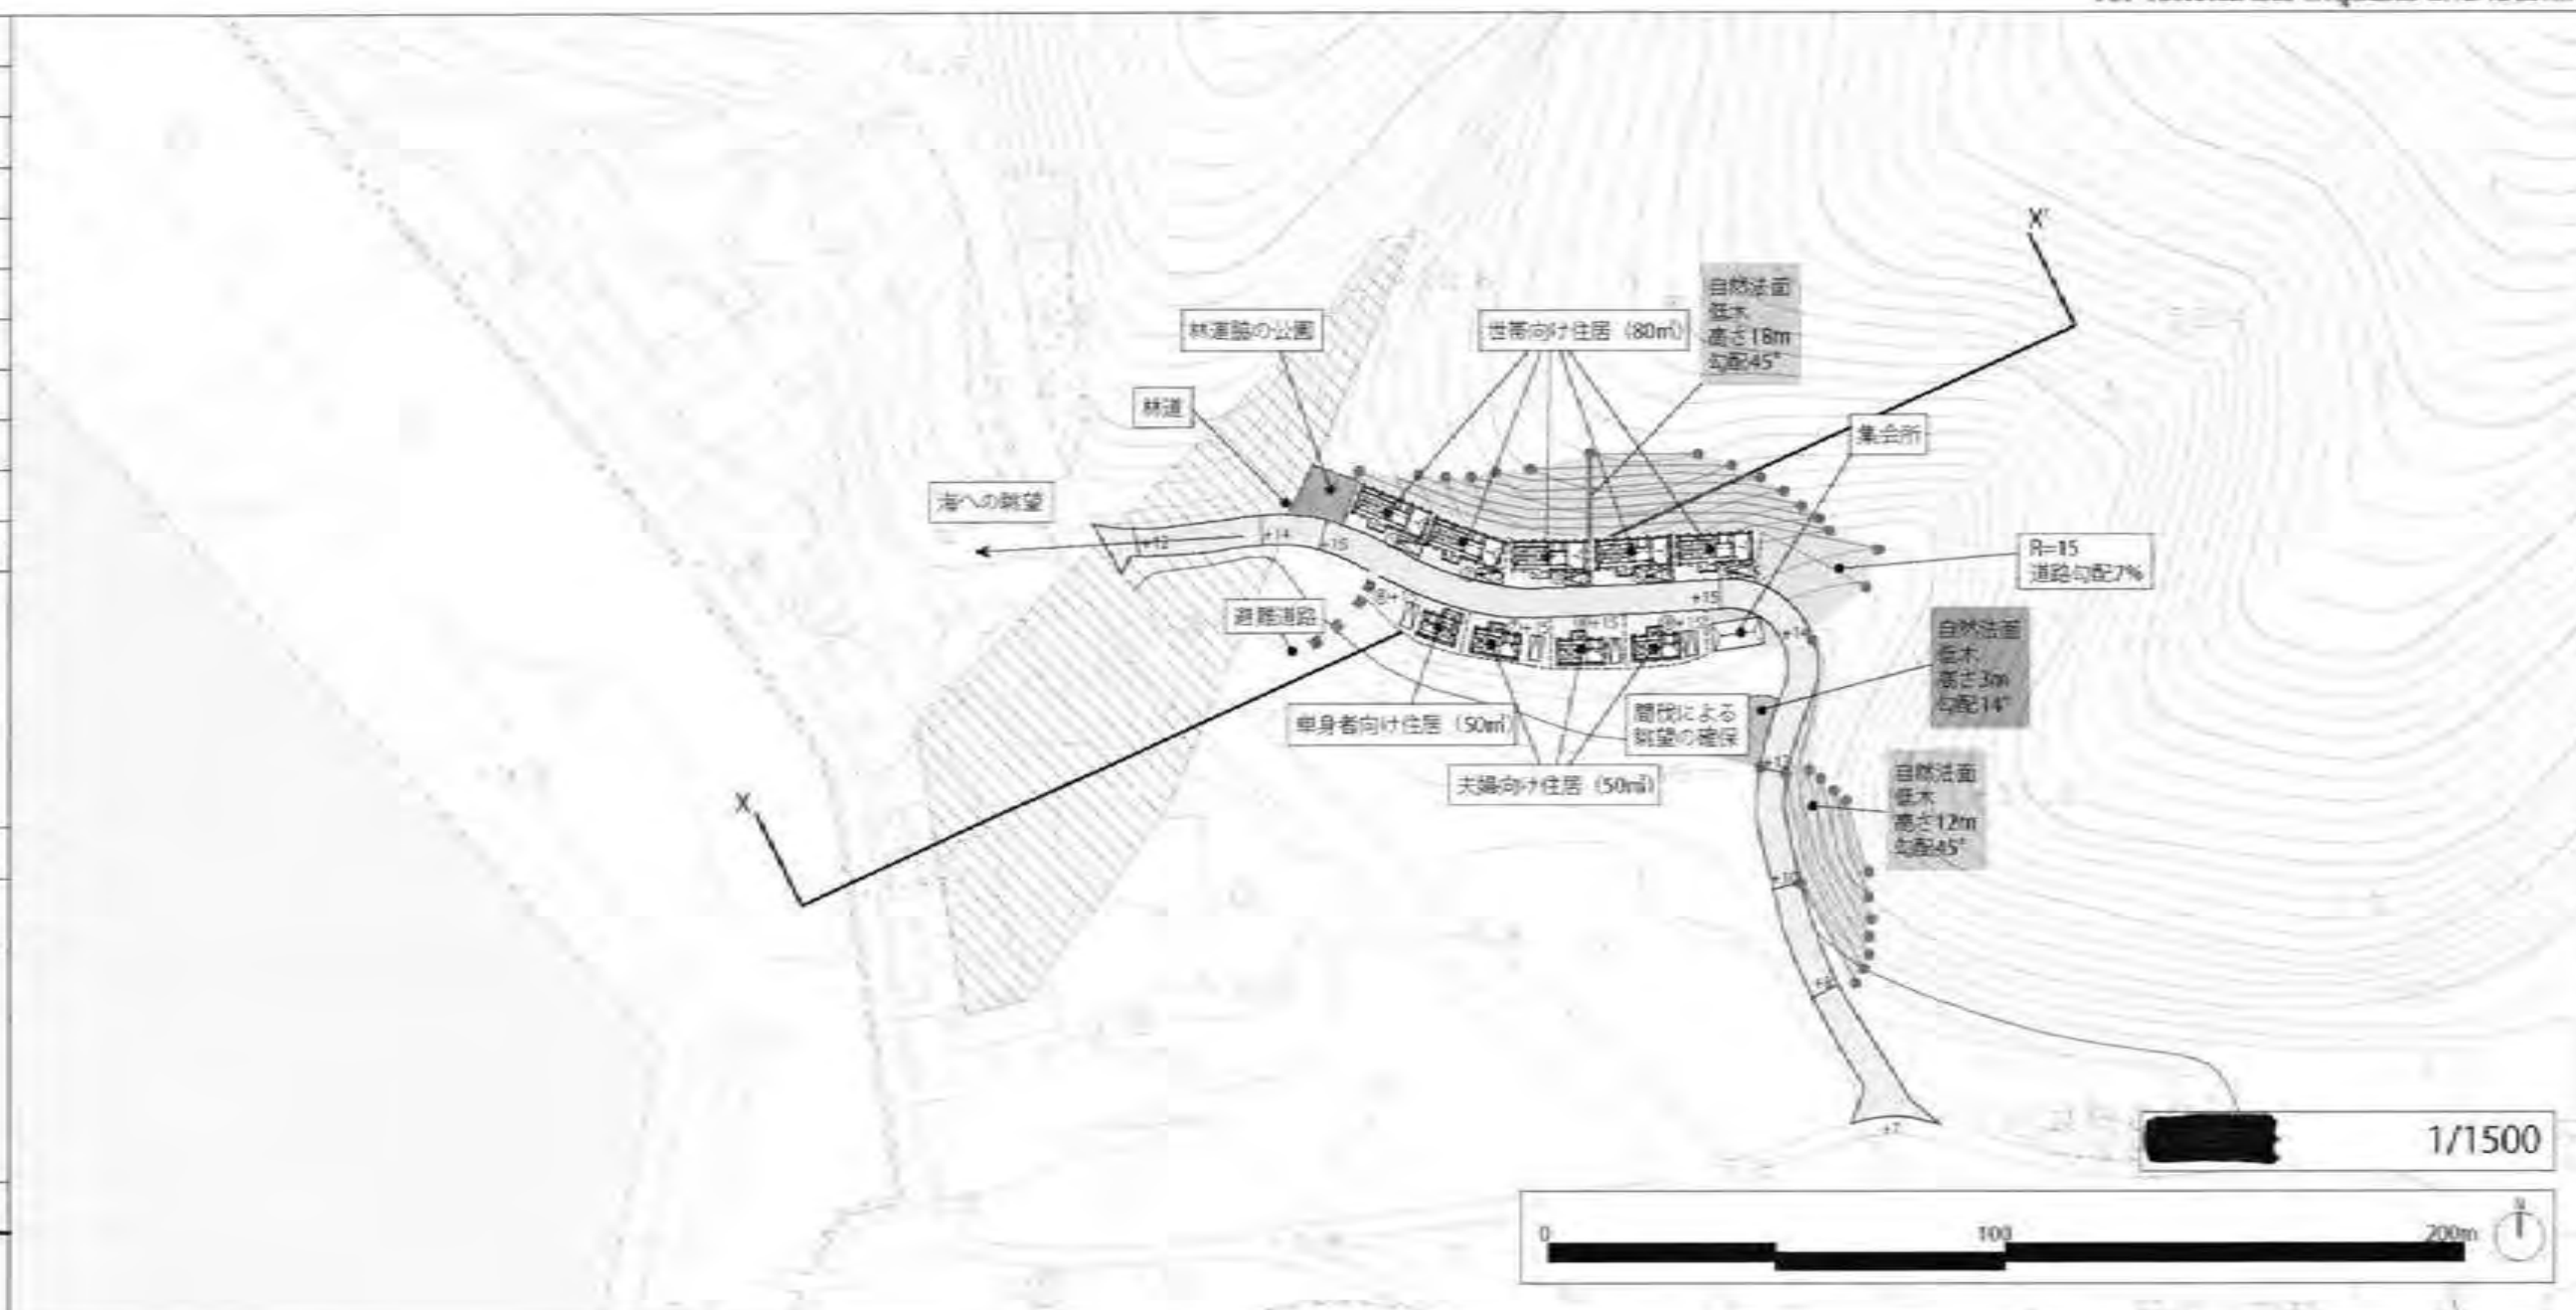 X'
自然法面
低木
高さ18m
勾配45°
林道脇の公園
世帯向け住居（80㎡）
林道
集会所
海への眺望
+12
+14
+15
R=15
道路勾配7%
+15
避難道路
+14
自然法面
低木
高さ3m
勾配14°
単身者向け住居（50㎡）
間伐による
眺望の確保
夫婦向け住居（50㎡）
+12
自然法面
低木
高さ12m
勾配45°
X
+10
+7
1/1500
0
100
200m
N